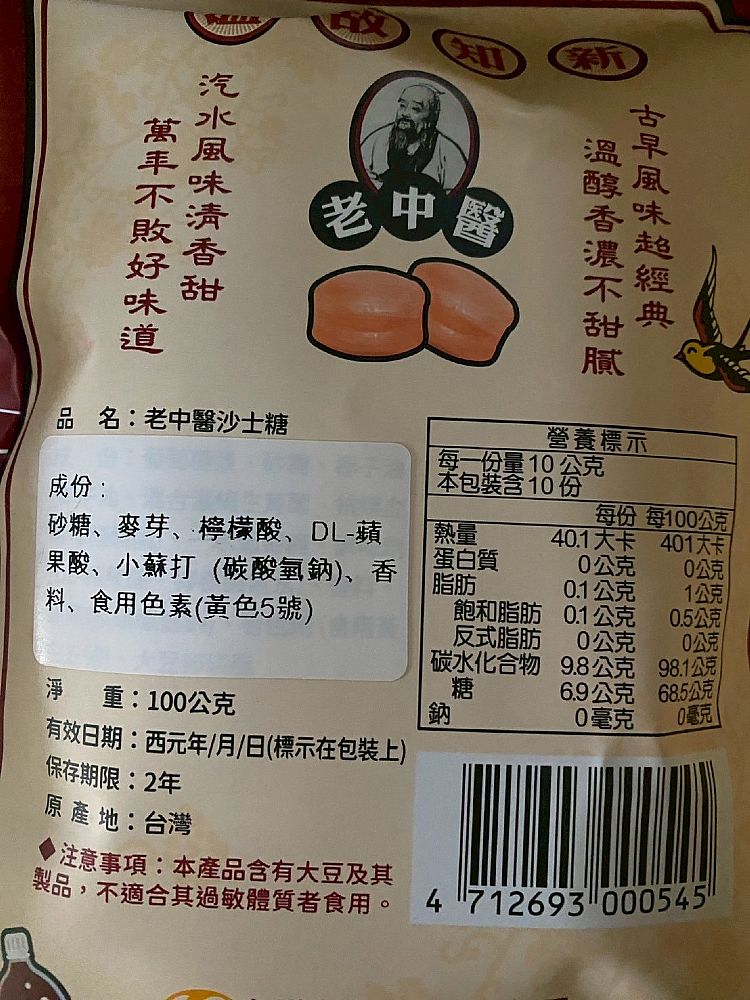 溫故知新
老中醫
古早風味超經典
溫醇香濃不甜膩
汽水風味清香甜
萬年不敗好味道
品 名：老中醫沙士糖
成份：
砂糖、麥芽、檸檬酸、DL-蘋
果酸、小蘇打 (碳酸氫鈉)、香
料、食用色素(黃色5號)
淨 重：100公克
有效日期：西元年/月/日(標示在包裝上)
保存期限：2年
原 產 地：台灣
◆注意事項：本產品含有大豆及其
製品，不適合其過敏體質者食用。
營養標示
每一份量 10 公克
本包裝含 10 份
每份 每100公克
熱量 40.1大卡 401大卡
蛋白質 0公克 0公克
脂肪 0.1公克 1公克
飽和脂肪 0.1公克 0.5公克
反式脂肪 0公克 0公克
碳水化合物 9.8公克 98.1公克
糖 6.9公克 68.5公克
鈉 0毫克 0毫克
4 712693 000545